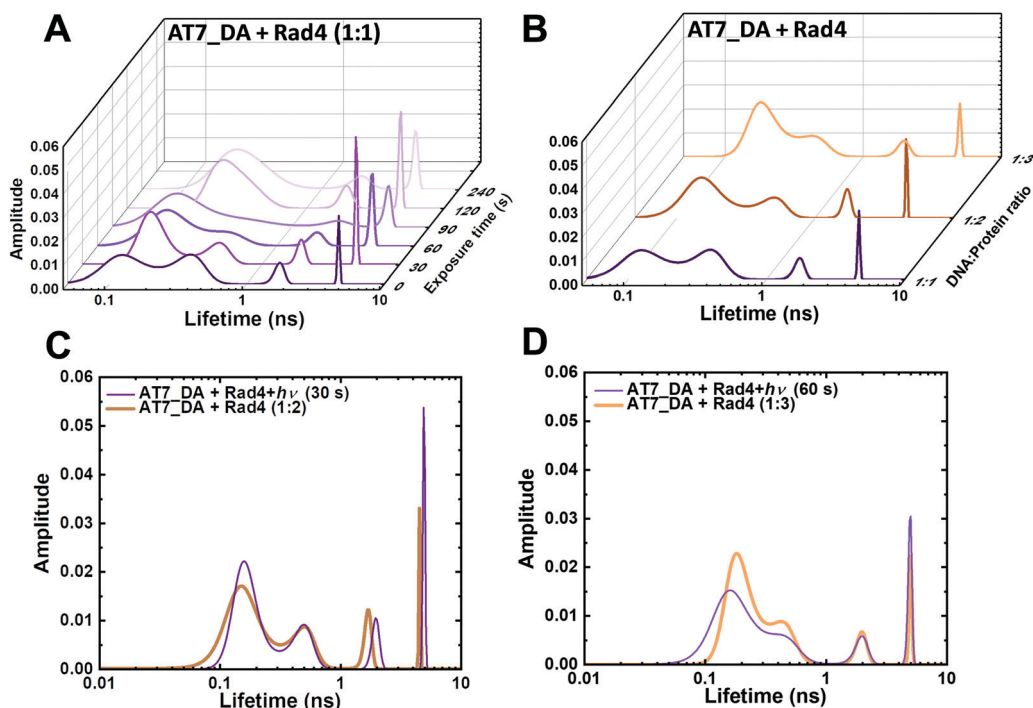 A
AT7_DA + Rad4 (1:1)
Amplitude
0.06
0.05
0.04
0.03
0.02
0.01
0.00
0.1
1
10
Lifetime (ns)
0
30
60
90
120
240
Exposure time (s)
B
AT7_DA + Rad4
0.06
0.05
0.04
0.03
0.02
0.01
0.00
0.1
1
10
Lifetime (ns)
1:1
1:2
1:3
DNA:Protein ratio
C
AT7_DA + Rad4+hν (30 s)
AT7_DA + Rad4 (1:2)
Amplitude
0.06
0.05
0.04
0.03
0.02
0.01
0.00
0.01
0.1
1
10
Lifetime (ns)
D
AT7_DA + Rad4+hν (60 s)
AT7_DA + Rad4 (1:3)
Amplitude
0.06
0.05
0.04
0.03
0.02
0.01
0.00
0.01
0.1
1
10
Lifetime (ns)